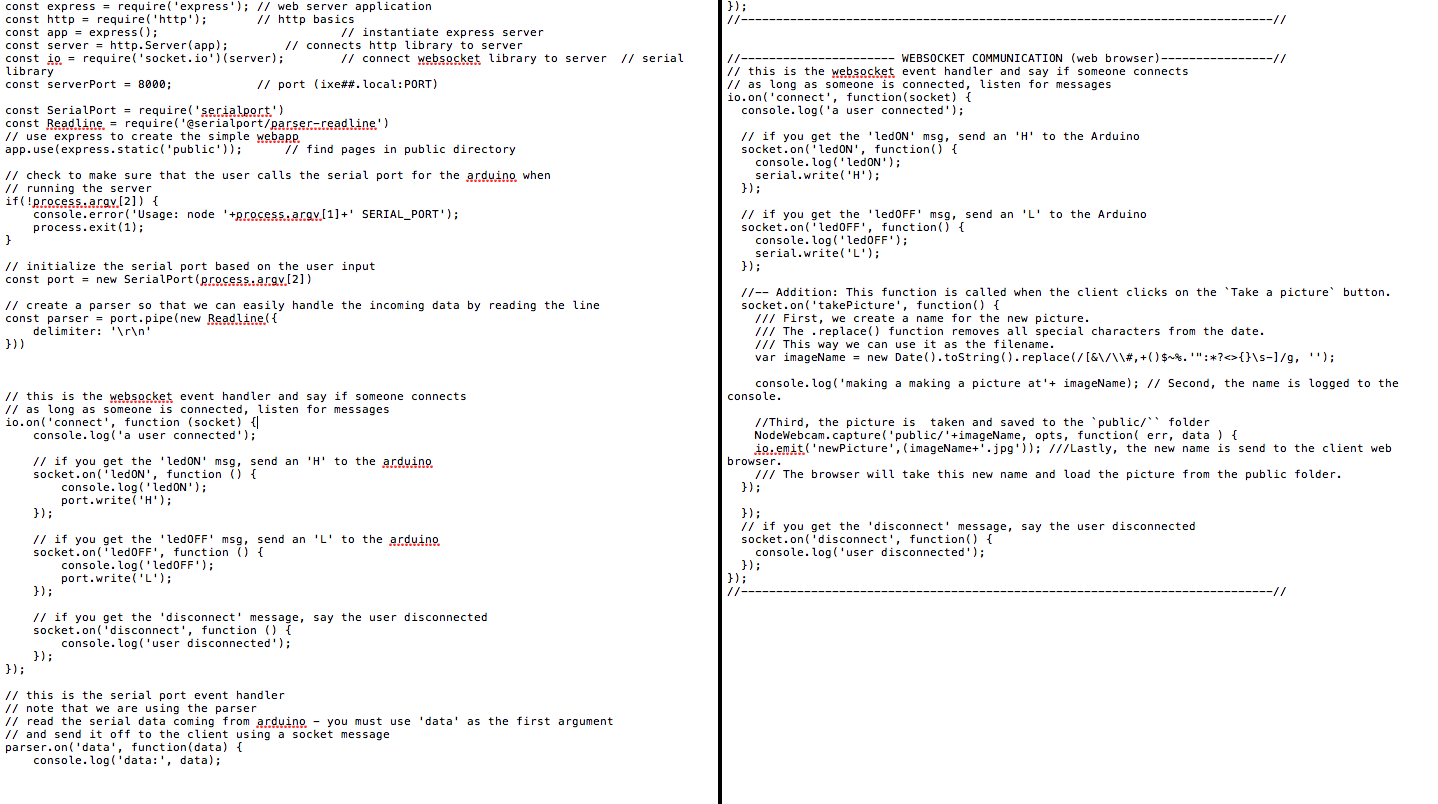 const express = require('express'); // web server application
const http = require('http');       // http basics
const app = express();                          // instantiate express server
const server = http.Server(app);        // connects http library to server
const io = require('socket.io')(server);        // connect websocket library to server  // serial
library
const serverPort = 8000;            // port (ixe##.local:PORT)
const SerialPort = require('serialport')
const Readline = require('@serialport/parser-readline')
// use express to create the simple webapp
app.use(express.static('public'));      // find pages in public directory
// check to make sure that the user calls the serial port for the arduino when
// running the server
if(!process.argv[2]) {
    console.error('Usage: node '+process.argv[1]+' SERIAL_PORT');
    process.exit(1);
}
// initialize the serial port based on the user input
const port = new SerialPort(process.argv[2])
// create a parser so that we can easily handle the incoming data by reading the line
const parser = port.pipe(new Readline({
    delimiter: '\r\n'
}))
// this is the websocket event handler and say if someone connects
// as long as someone is connected, listen for messages
io.on('connect', function (socket) {
    console.log('a user connected');
    // if you get the 'ledON' msg, send an 'H' to the arduino
    socket.on('ledON', function () {
        console.log('ledON');
        port.write('H');
    });
    // if you get the 'ledOFF' msg, send an 'L' to the arduino
    socket.on('ledOFF', function () {
        console.log('ledOFF');
        port.write('L');
    });
    // if you get the 'disconnect' message, say the user disconnected
    socket.on('disconnect', function () {
        console.log('user disconnected');
    });
});
// this is the serial port event handler
// note that we are using the parser
// read the serial data coming from arduino - you must use 'data' as the first argument
// and send it off to the client using a socket message
parser.on('data', function(data) {
    console.log('data:', data);
});
//----------------------------------------------------------------------------//
//---------------------- WEBSOCKET COMMUNICATION (web browser)----------------//
// this is the websocket event handler and say if someone connects
// as long as someone is connected, listen for messages
io.on('connect', function(socket) {
  console.log('a user connected');
  // if you get the 'ledON' msg, send an 'H' to the Arduino
  socket.on('ledON', function() {
    console.log('ledON');
    serial.write('H');
  });
  // if you get the 'ledOFF' msg, send an 'L' to the Arduino
  socket.on('ledOFF', function() {
    console.log('ledOFF');
    serial.write('L');
  });
  //-- Addition: This function is called when the client clicks on the `Take a picture` button.
  socket.on('takePicture', function() {
    /// First, we create a name for the new picture.
    /// The .replace() function removes all special characters from the date.
    /// This way we can use it as the filename.
    var imageName = new Date().toString().replace(/[&\/\\#,+()$~%.'":*?<>{}\s-]/g, '');
    console.log('making a making a picture at'+ imageName); // Second, the name is logged to the
console.
    //Third, the picture is  taken and saved to the `public/`` folder
    NodeWebcam.capture('public/'+imageName, opts, function( err, data ) {
    io.emit('newPicture',(imageName+'.jpg')); ///Lastly, the new name is send to the client web
browser.
    /// The browser will take this new name and load the picture from the public folder.
  });
  });
  // if you get the 'disconnect' message, say the user disconnected
  socket.on('disconnect', function() {
    console.log('user disconnected');
  });
});
//----------------------------------------------------------------------------//